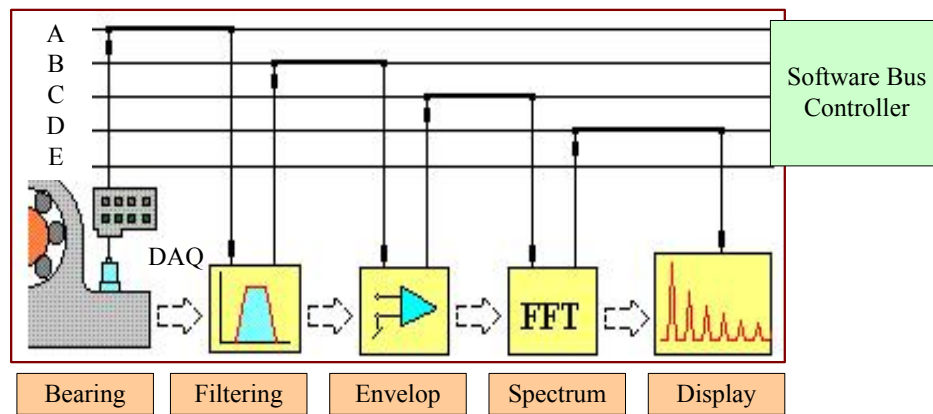 A
B
C
D
E
Software Bus
Controller
DAQ
FFT
Bearing
Filtering
Envelop
Spectrum
Display